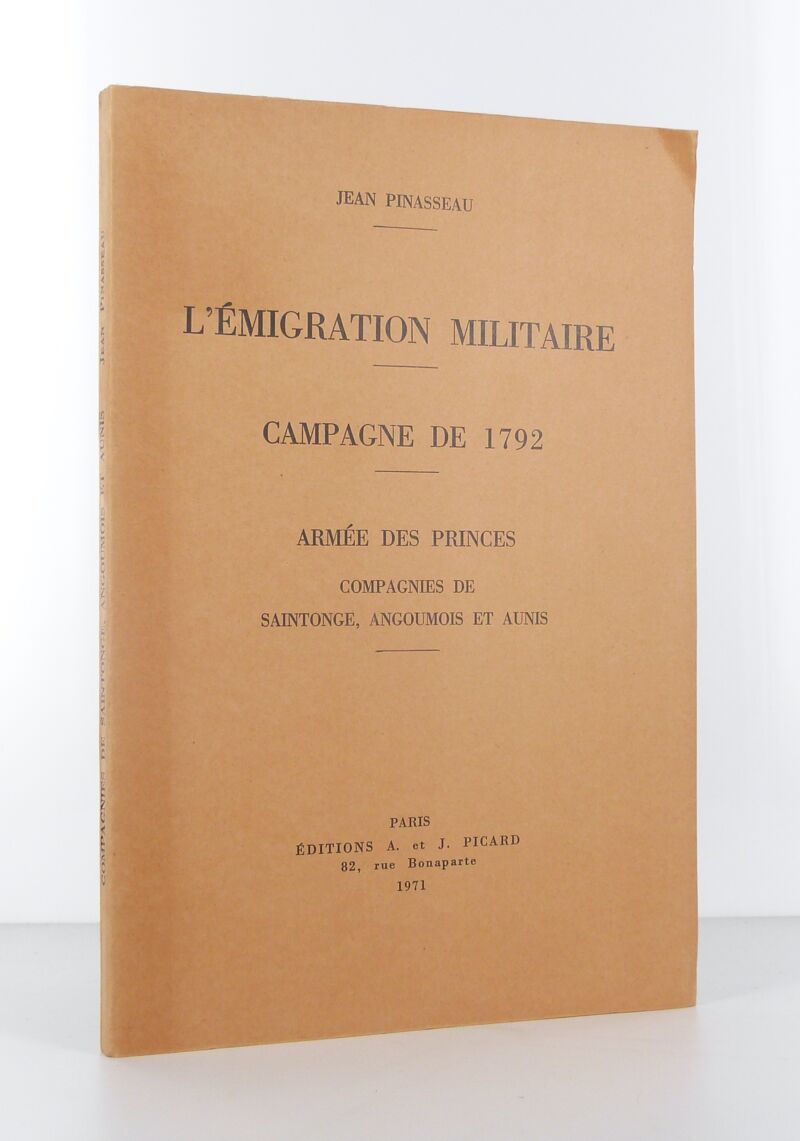 JEAN PINASSEAU
L'ÉMIGRATION MILITAIRE
CAMPAGNE DE 1792
ARMÉE DES PRINCES
COMPAGNIES DE
SAINTONGE, ANGOUMOIS ET AUNIS
PARIS
ÉDITIONS A. et J. PICARD
82, rue Bonaparte
1971
COMPAGNIES DE SAINTONGE, ANGOUMOIS ET AUNIS JEAN PINASSEAU